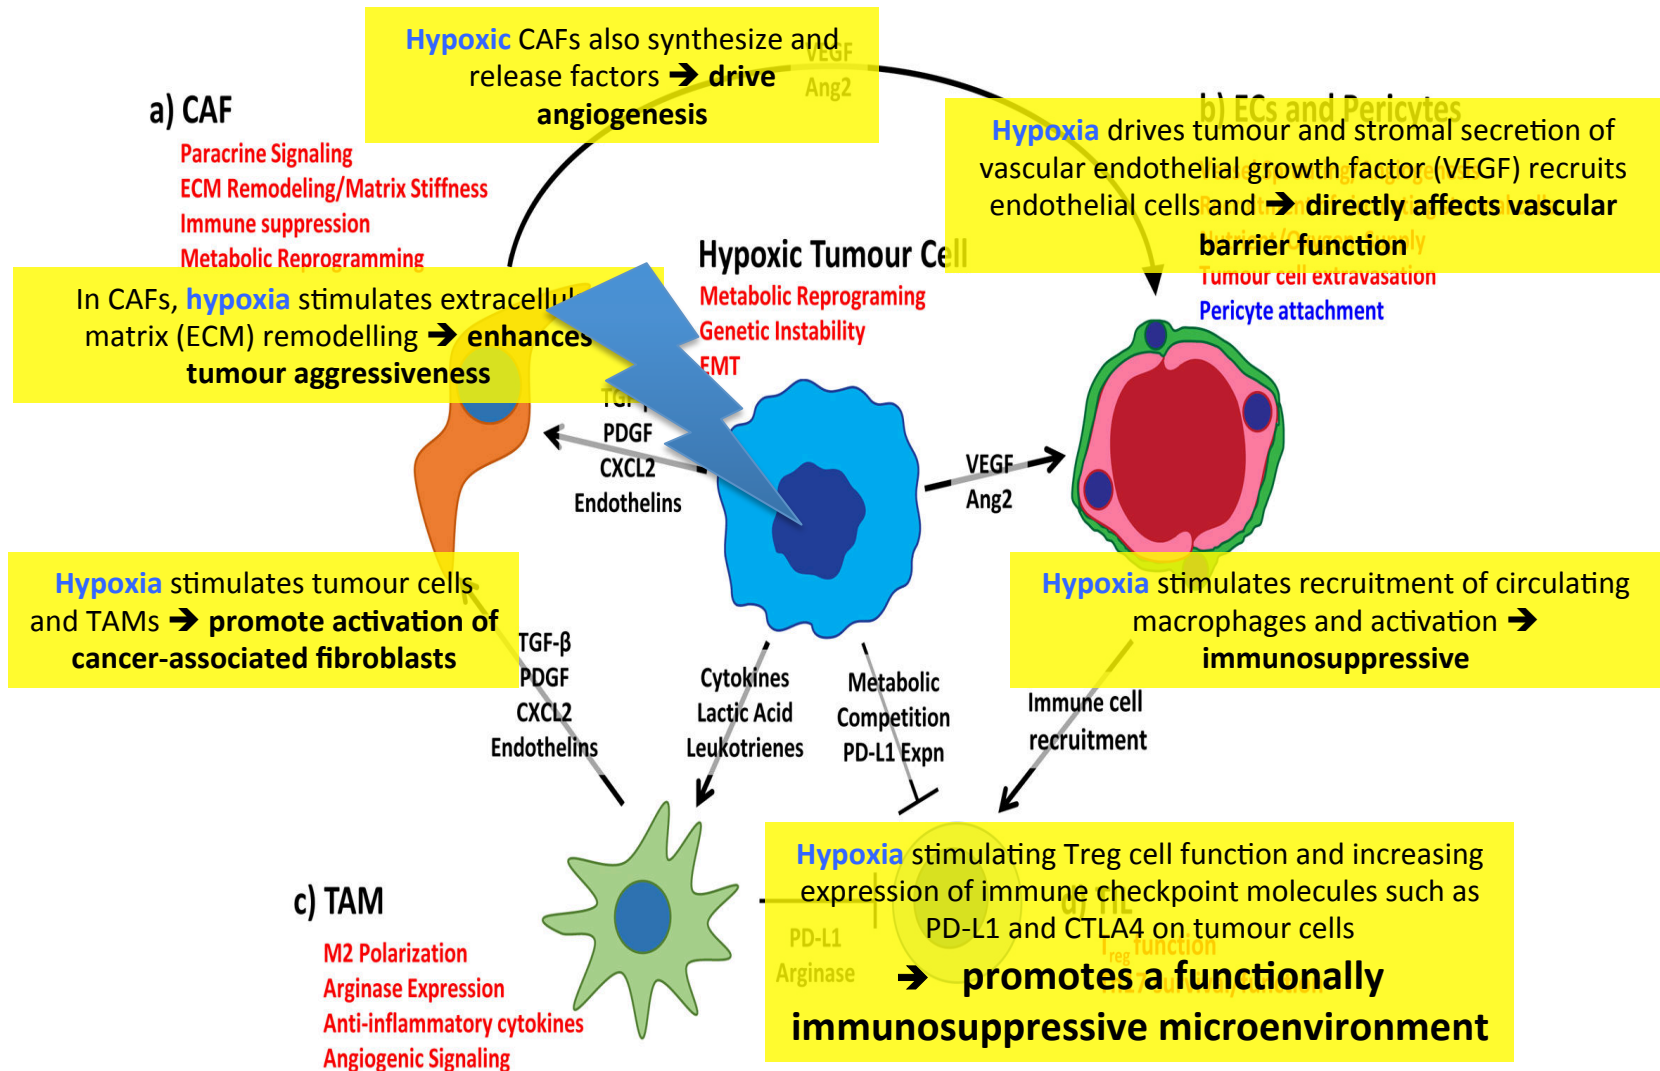 Hypoxic CAFs also synthesize and
release factors ➔ drive
angiogenesis
VEGF
Ang2
a) CAF
Paracrine Signaling
ECM Remodeling/Matrix Stiffness
Immune suppression
Metabolic Reprogramming
b) ECs and Pericytes
Hypoxia drives tumour and stromal secretion of
vascular endothelial growth factor (VEGF) recruits
endothelial cells and ➔ directly affects vascular
barrier function
Tumour cell extravasation
Pericyte attachment
Hypoxic Tumour Cell
Metabolic Reprograming
Genetic Instability
EMT
In CAFs, hypoxia stimulates extracellul
matrix (ECM) remodelling ➔ enhances
tumour aggressiveness
PDGF
CXCL2
Endothelins
VEGF
Ang2
Hypoxia stimulates tumour cells
and TAMs ➔ promote activation of
cancer-associated fibroblasts
TGF-β
PDGF
CXCL2
Endothelins
Cytokines
Lactic Acid
Leukotrienes
Metabolic
Competition
PD-L1 Expn
Hypoxia stimulates recruitment of circulating
macrophages and activation ➔
immunosuppressive
Immune cell
recruitment
c) TAM
M2 Polarization
Arginase Expression
Anti-inflammatory cytokines
Angiogenic Signaling
PD-L1
Arginase
d) TIL
Treg function
Hypoxia stimulating Treg cell function and increasing
expression of immune checkpoint molecules such as
PD-L1 and CTLA4 on tumour cells
➔ promotes a functionally
immunosuppressive microenvironment